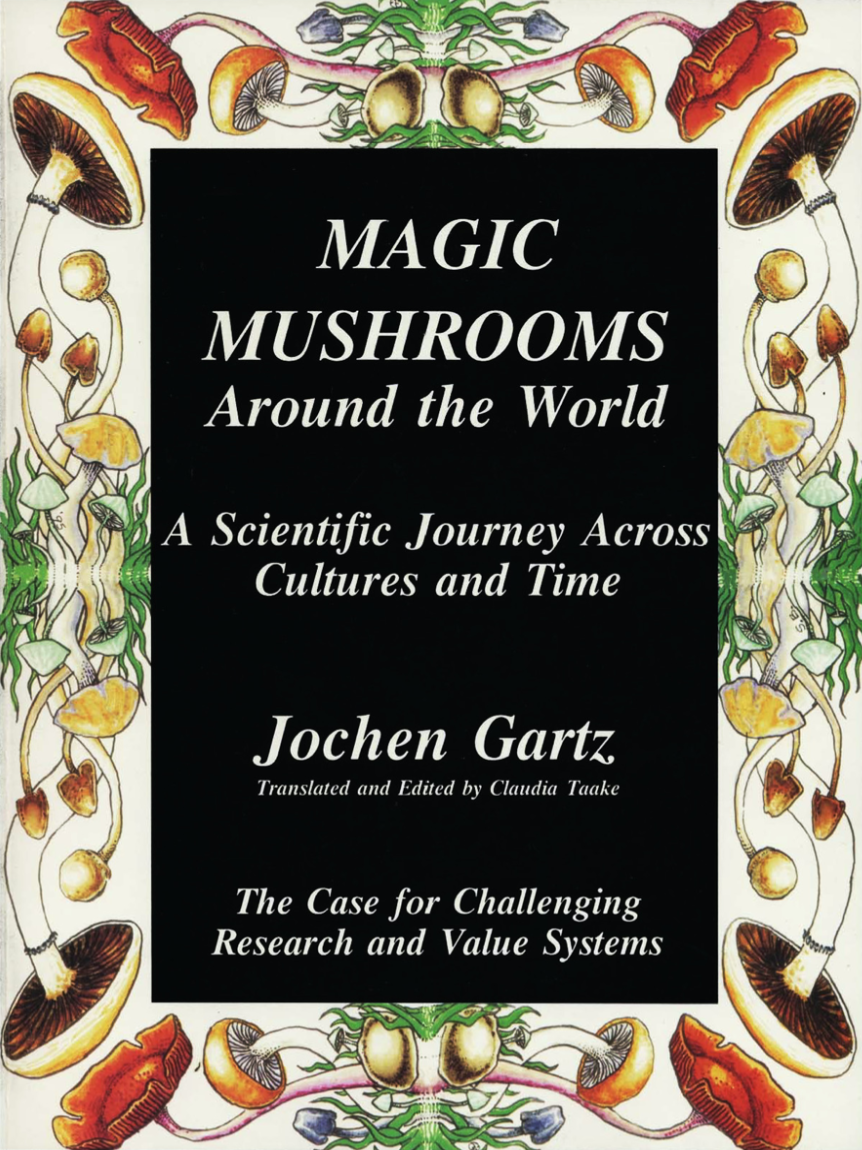 MAGIC
MUSHROOMS
Around the World
A Scientific Journey Across
Cultures and Time
Jochen Gartz
Translated and Edited by Claudia Taake
The Case for Challenging
Research and Value Systems